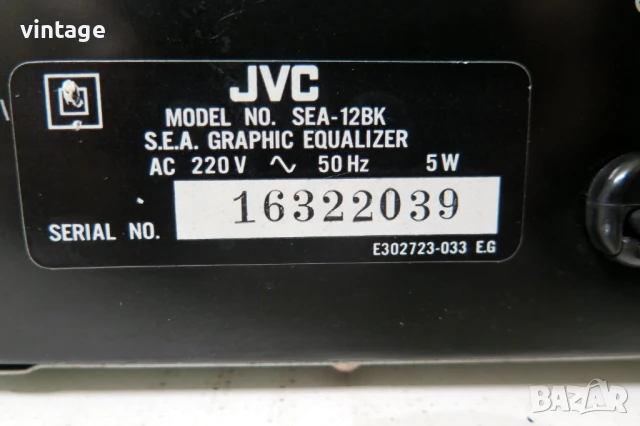 vintage
JVC
MODEL NO. SEA-12BK
S.E.A. GRAPHIC EQUALIZER
AC 220V ∿ 50Hz 5W
SERIAL NO. 16322039
E302723-033 E.G
BAZAR